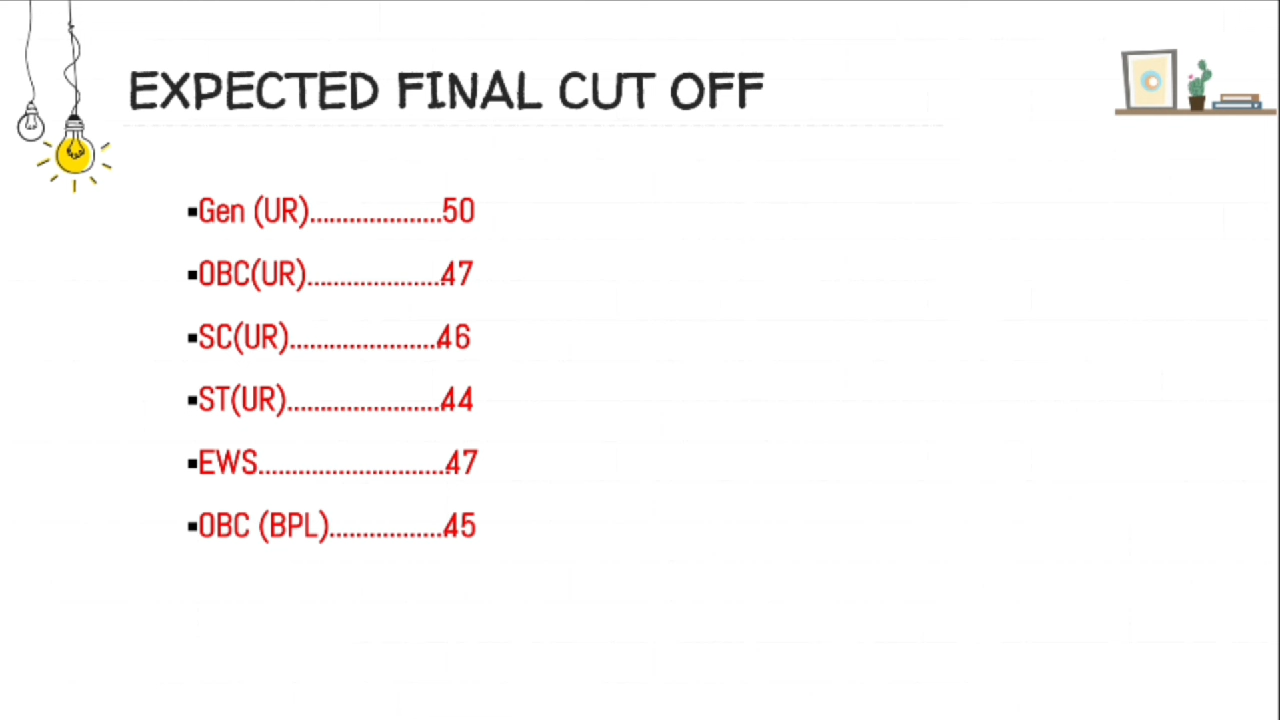 EXPECTED FINAL CUT OFF
▪Gen (UR)....................50
▪OBC(UR).....................47
▪SC(UR).......................46
▪ST(UR)........................44
▪EWS.............................47
▪OBC (BPL)..................45